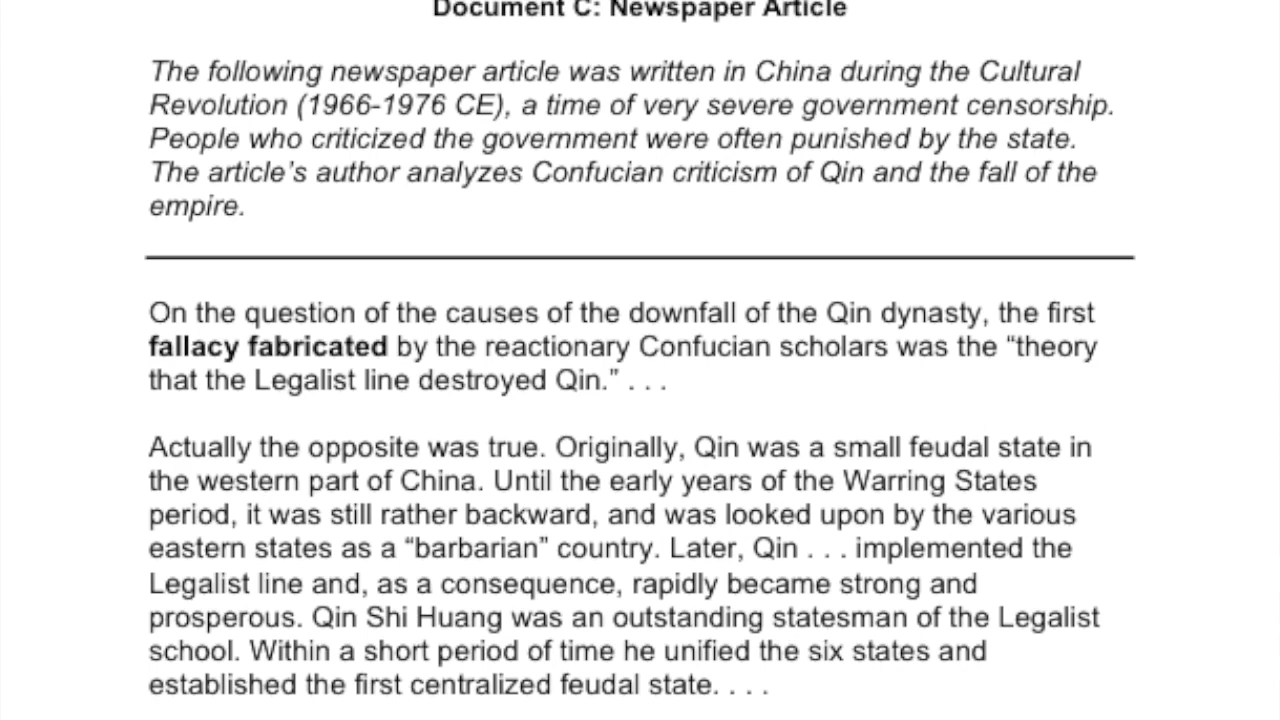 Document C: Newspaper Article
The following newspaper article was written in China during the Cultural
Revolution (1966-1976 CE), a time of very severe government censorship.
People who criticized the government were often punished by the state.
The article’s author analyzes Confucian criticism of Qin and the fall of the
empire.
On the question of the causes of the downfall of the Qin dynasty, the first
fallacy fabricated by the reactionary Confucian scholars was the “theory
that the Legalist line destroyed Qin.” . . .
Actually the opposite was true. Originally, Qin was a small feudal state in
the western part of China. Until the early years of the Warring States
period, it was still rather backward, and was looked upon by the various
eastern states as a “barbarian” country. Later, Qin . . . implemented the
Legalist line and, as a consequence, rapidly became strong and
prosperous. Qin Shi Huang was an outstanding statesman of the Legalist
school. Within a short period of time he unified the six states and
established the first centralized feudal state. . . .